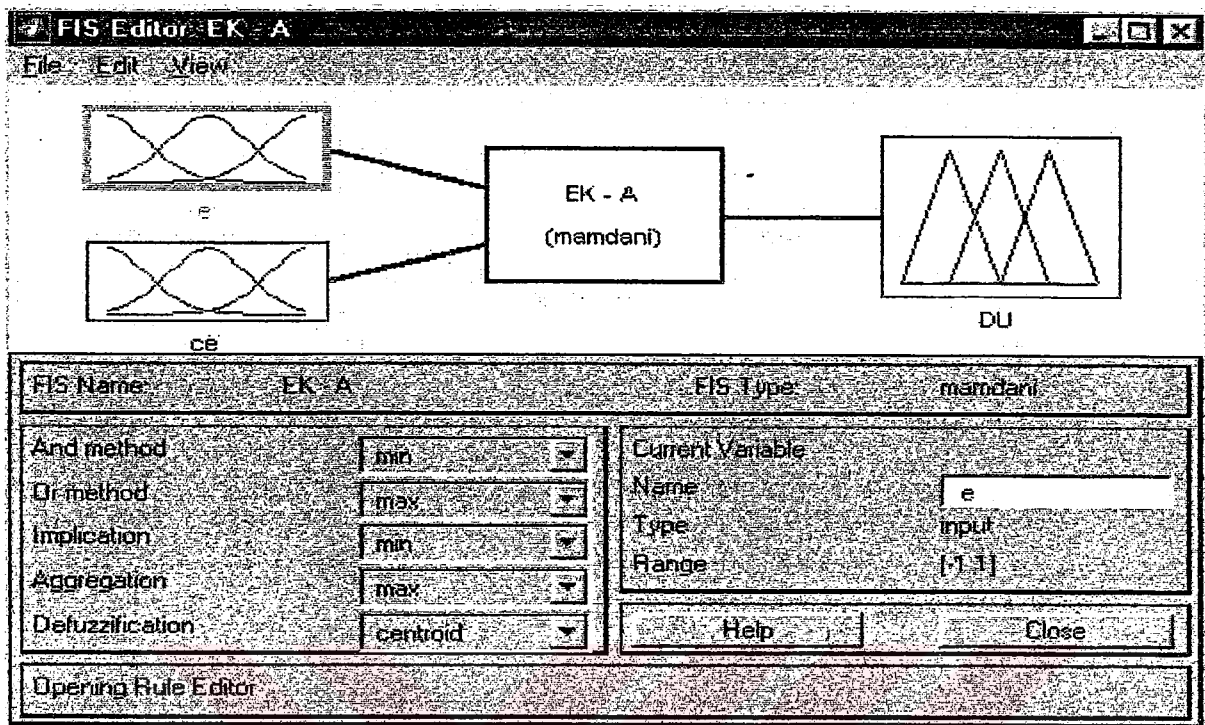 FIS Editor: EK - A
File Edit View
e
ce
EK - A
(mamdani)
DU
FIS Name: EK - A FIS Type: mamdani
And method min
Or method max
Implication min
Aggregation max
Defuzzification centroid
Current Variable
Name e
Type input
Range [-1 1]
Help Close
Opening Rule Editor